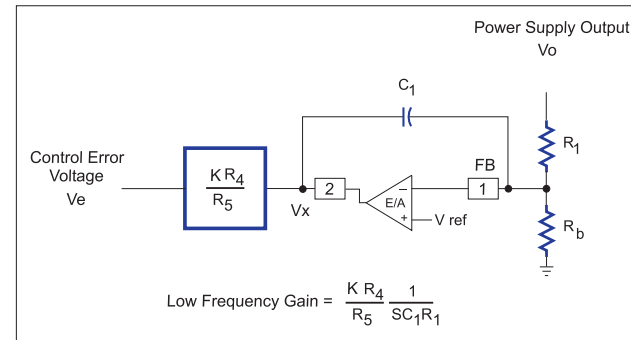 Power Supply Output
Vo
C1
R1
Control Error
Voltage
Ve
K R4
R5
Vx
2
E/A
−
+
V ref
FB
1
Rb
Low Frequency Gain = K R4 / R5 1 / SC1R1